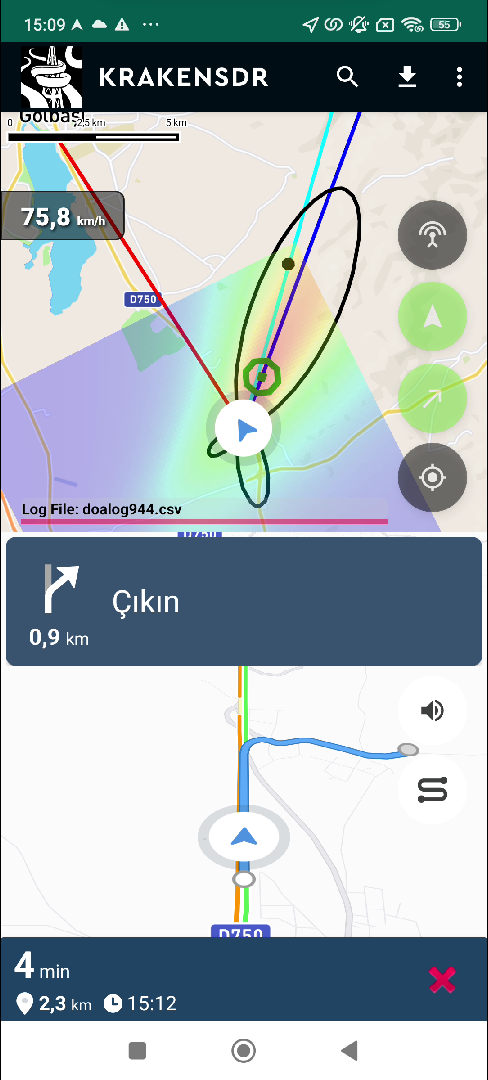 15:09
55
KRAKENSDR
Gölbaşı
0 2,5 km 5 km
75,8 km/h
D750
Log File: doalog944.csv
D750
Çıkın
0,9 km
D750
4 min
2,3 km 15:12